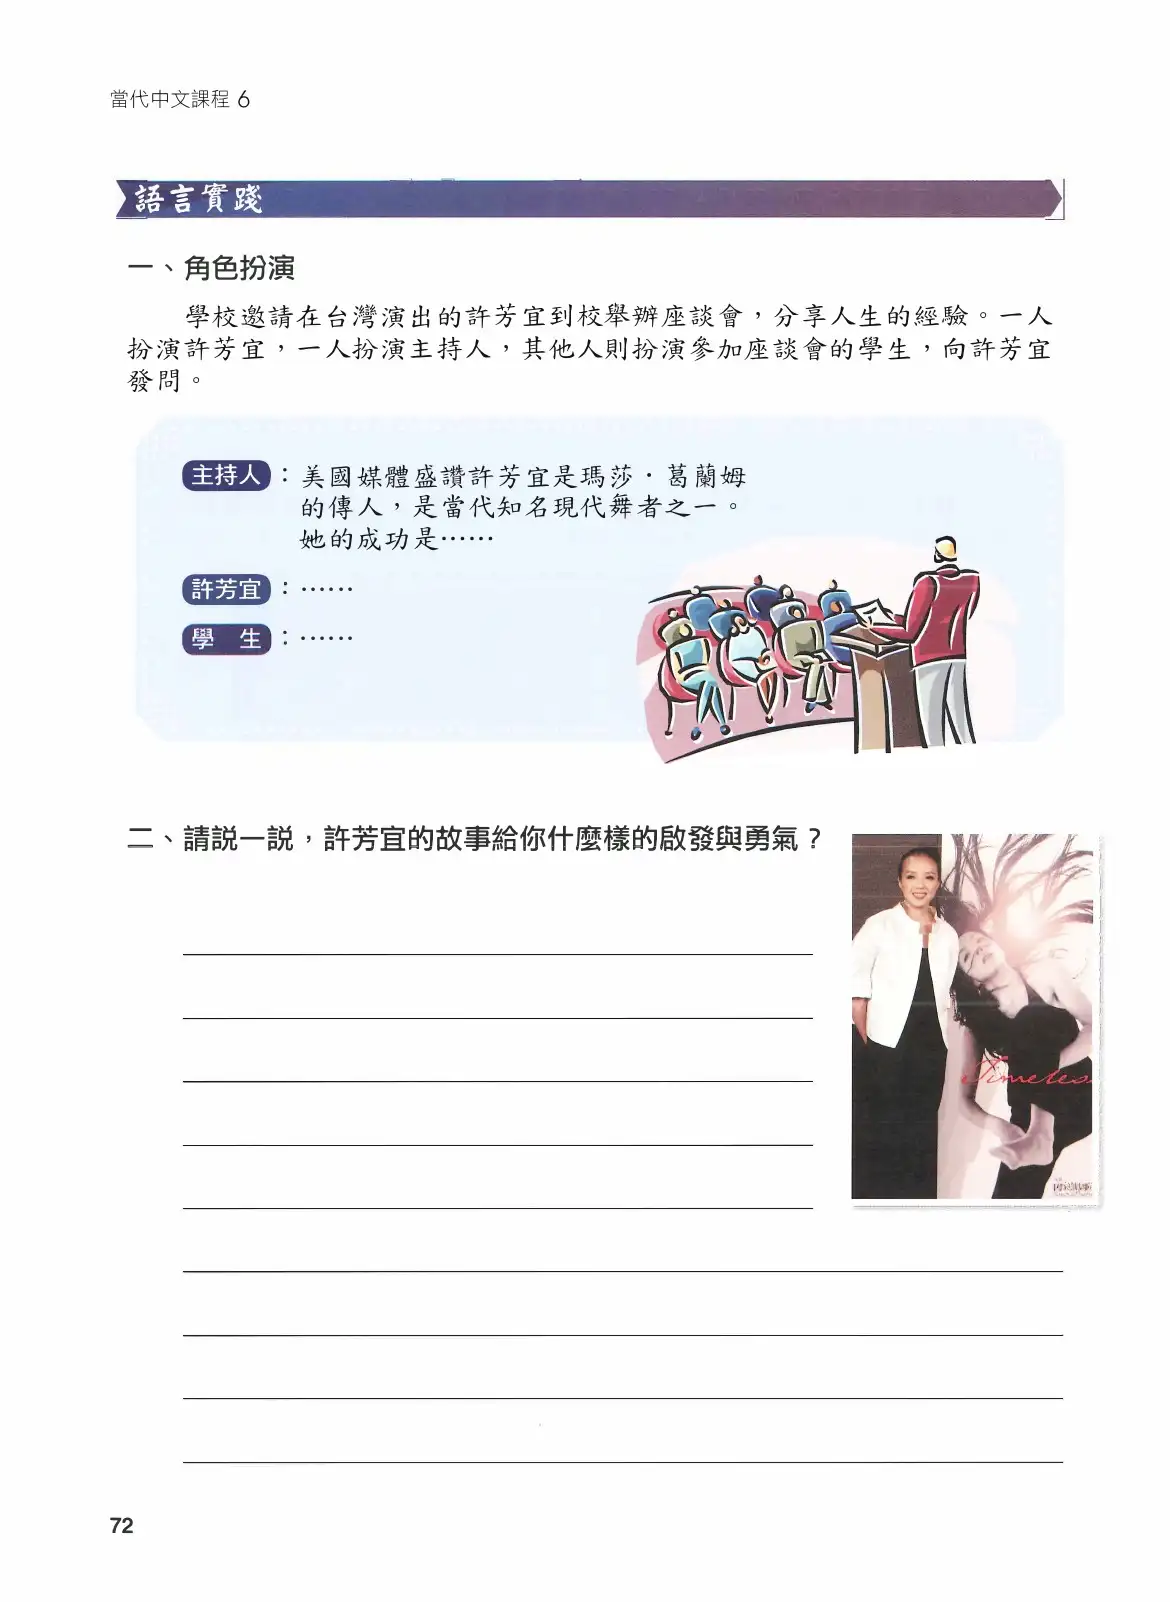 當代中文課程 6
語言實踐
一、角色扮演
學校邀請在台灣演出的許芳宜到校舉辦座談會，分享人生的經驗。一人
扮演許芳宜，一人扮演主持人，其他人則扮演參加座談會的學生，向許芳宜
發問。
主持人：美國媒體盛讚許芳宜是瑪莎．葛蘭姆
的傳人，是當代知名現代舞者之一。
她的成功是……
許芳宜：……
學 生：……
二、請說一說，許芳宜的故事給你什麼樣的啟發與勇氣？
72